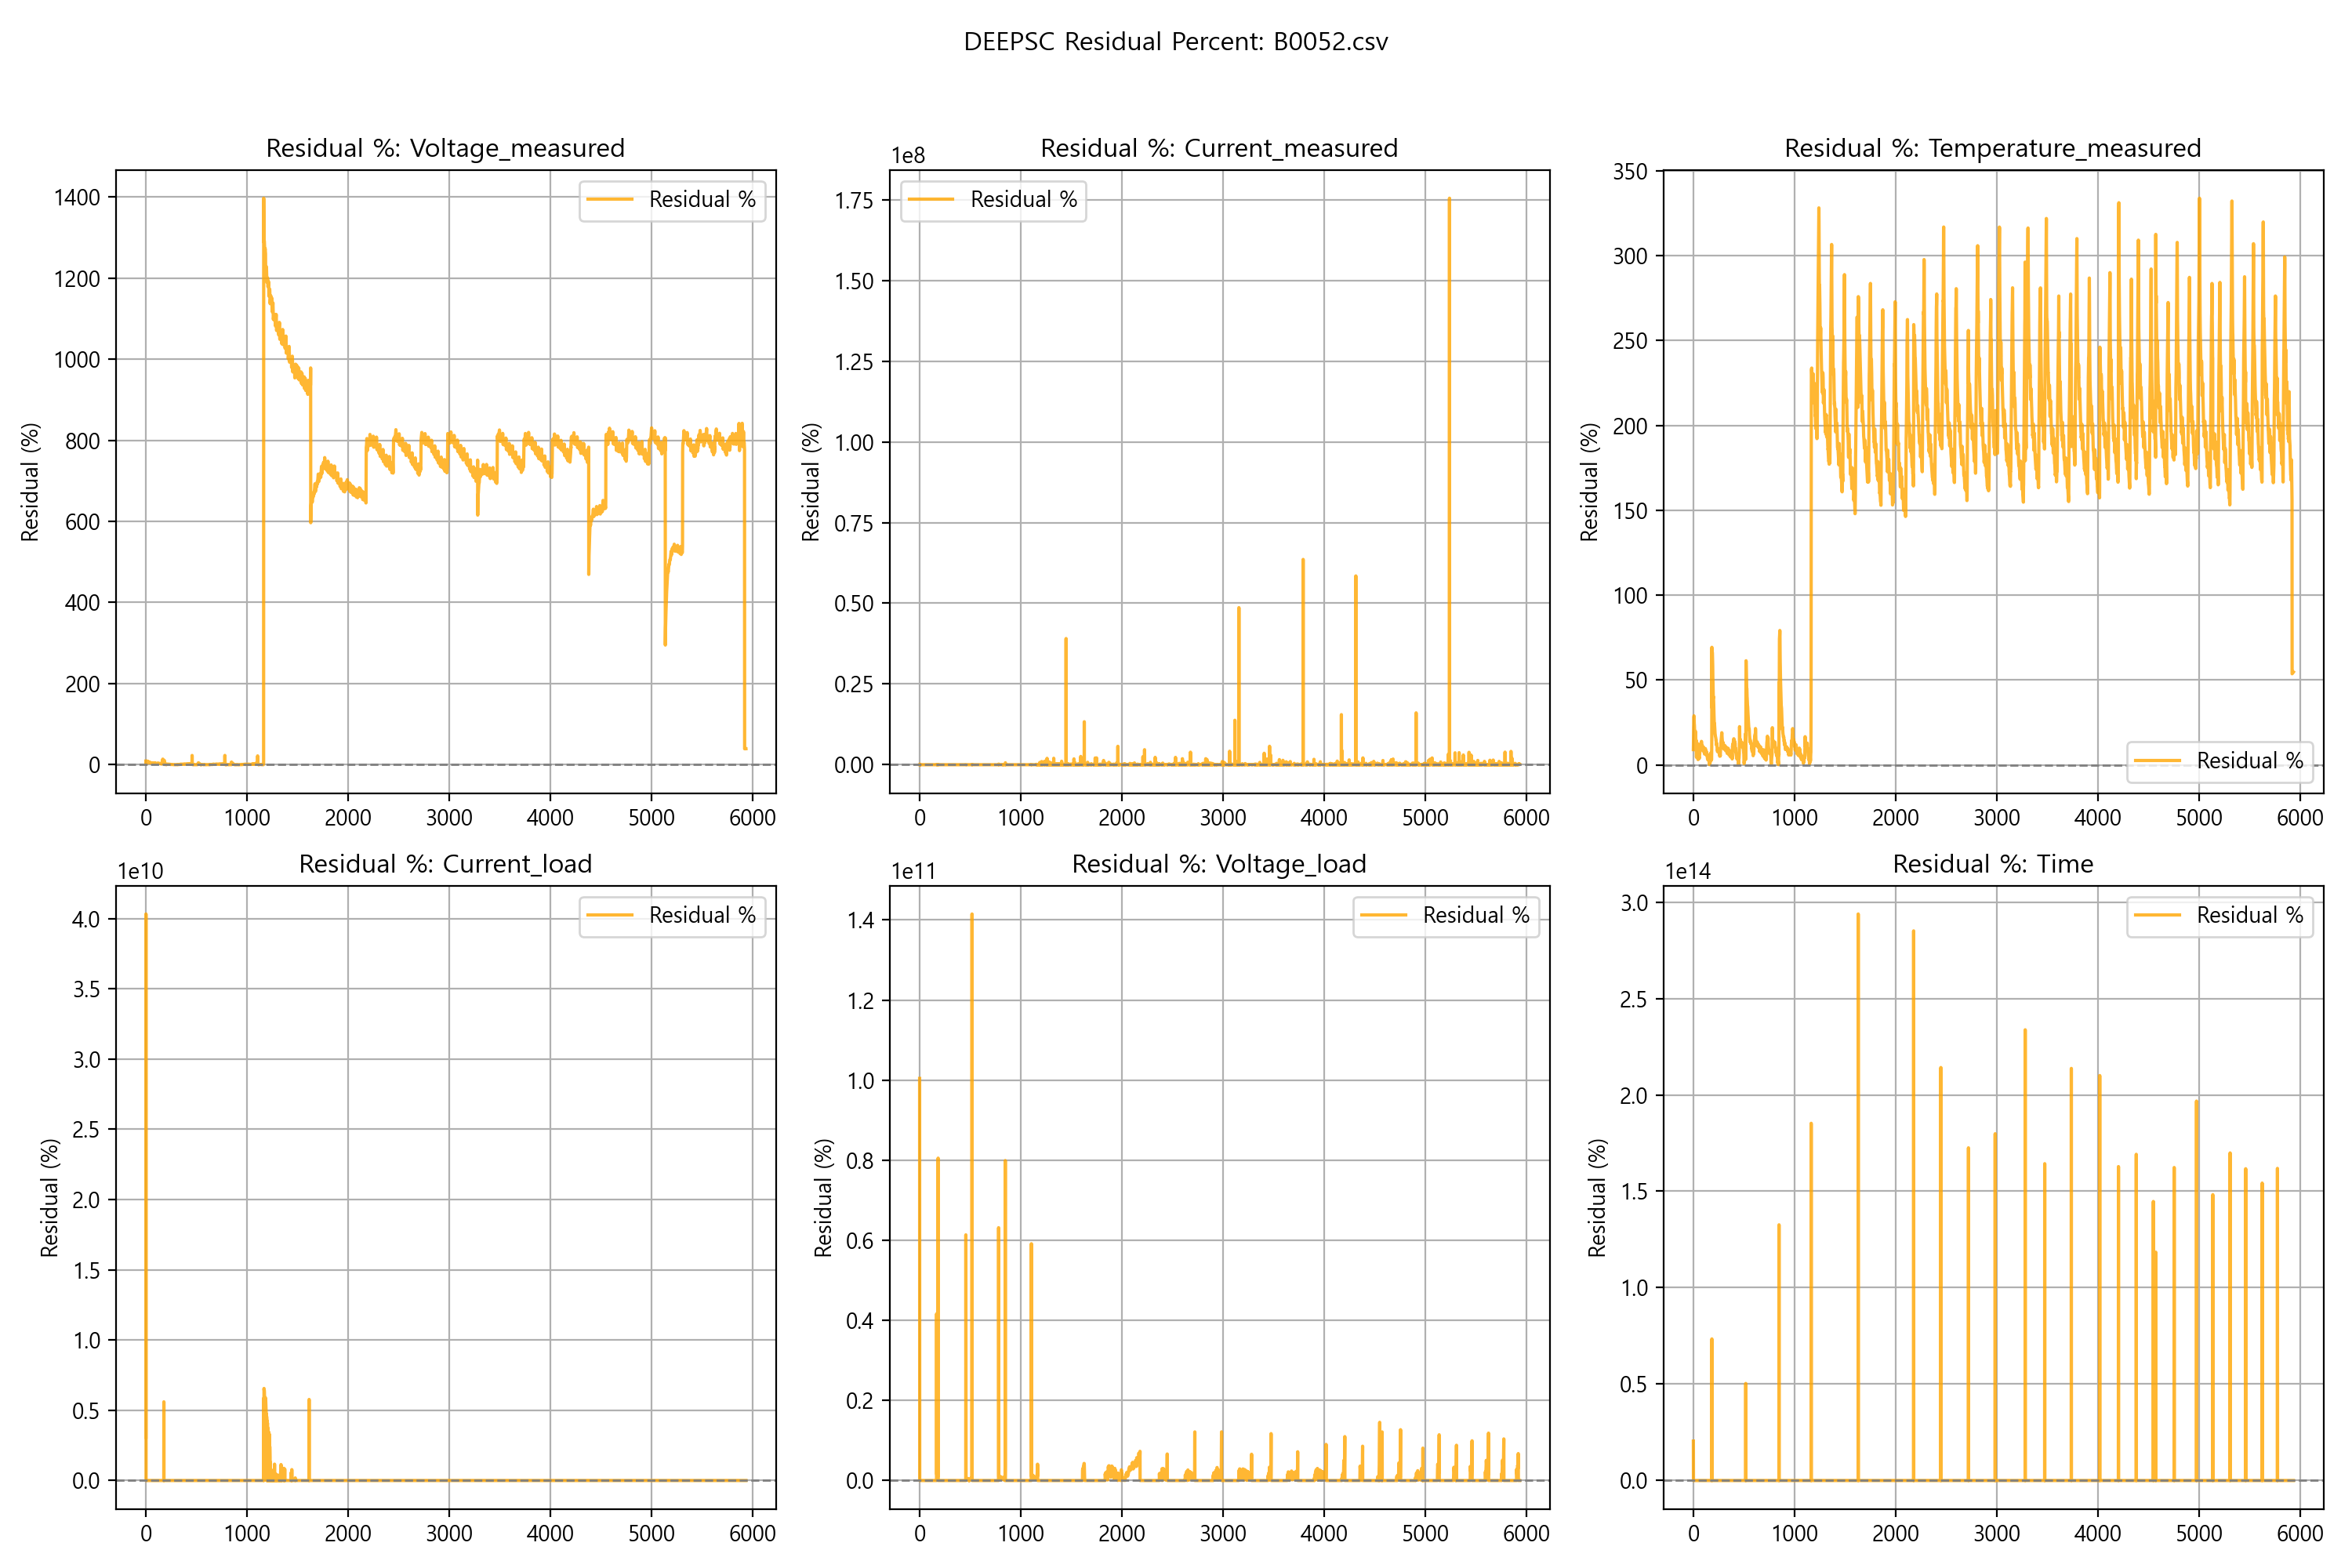 DEEPSC Residual Percent: B0052.csv
Residual %: Voltage_measured
Residual (%)
1400
1200
1000
800
600
400
200
0
0 1000 2000 3000 4000 5000 6000
Residual %
Residual %: Current_measured
1e8
Residual (%)
1.75
1.50
1.25
1.00
0.75
0.50
0.25
0.00
0 1000 2000 3000 4000 5000 6000
Residual %
Residual %: Temperature_measured
Residual (%)
350
300
250
200
150
100
50
0
0 1000 2000 3000 4000 5000 6000
Residual %
Residual %: Current_load
1e10
Residual (%)
4.0
3.5
3.0
2.5
2.0
1.5
1.0
0.5
0.0
0 1000 2000 3000 4000 5000 6000
Residual %
Residual %: Voltage_load
1e11
Residual (%)
1.4
1.2
1.0
0.8
0.6
0.4
0.2
0.0
0 1000 2000 3000 4000 5000 6000
Residual %
Residual %: Time
1e14
Residual (%)
3.0
2.5
2.0
1.5
1.0
0.5
0.0
0 1000 2000 3000 4000 5000 6000
Residual %